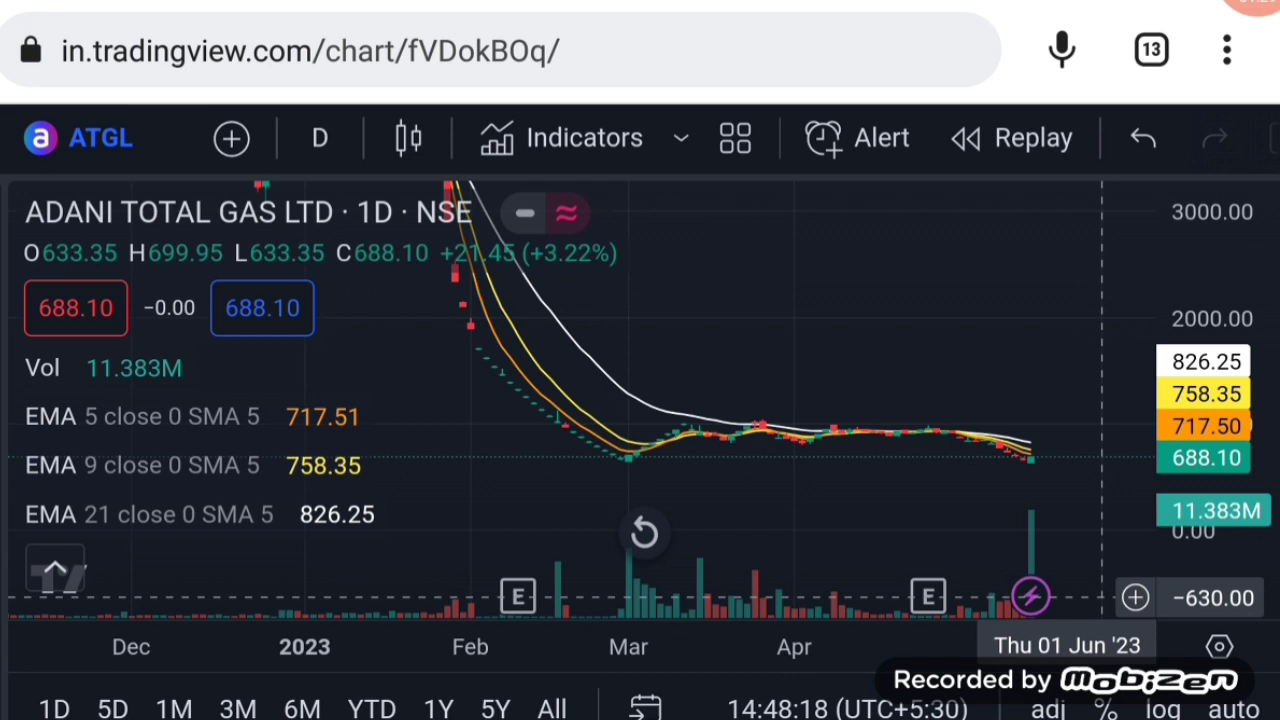 in.tradingview.com/chart/fVDokBOq/
13
a ATGL
D
Indicators
Alert
Replay
ADANI TOTAL GAS LTD · 1D · NSE
O633.35 H699.95 L633.35 C688.10 +21.45 (+3.22%)
688.10 −0.00 688.10
Vol 11.383M
EMA 5 close 0 SMA 5 717.51
EMA 9 close 0 SMA 5 758.35
EMA 21 close 0 SMA 5 826.25
3000.00
2000.00
826.25
758.35
717.50
688.10
11.383M
0.00
−630.00
E
E
Dec 2023 Feb Mar Apr Thu 01 Jun '23
Recorded by mobizen
1D 5D 1M 3M 6M YTD 1Y 5Y All 14:48:18 (UTC+5:30) adj % log auto